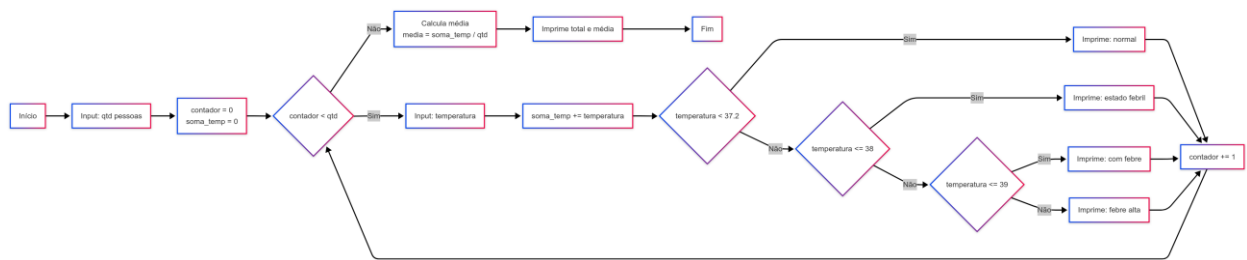 Início
Input: qtd pessoas
contador = 0
soma_temp = 0
contador < qtd
Não
Calcula média
media = soma_temp / qtd
Imprime total e média
Fim
Sim
Input: temperatura
soma_temp += temperatura
temperatura < 37.2
Sim
Imprime: normal
Não
temperatura <= 38
Sim
Imprime: estado febril
Não
temperatura <= 39
Sim
Imprime: com febre
Não
Imprime: febre alta
contador += 1